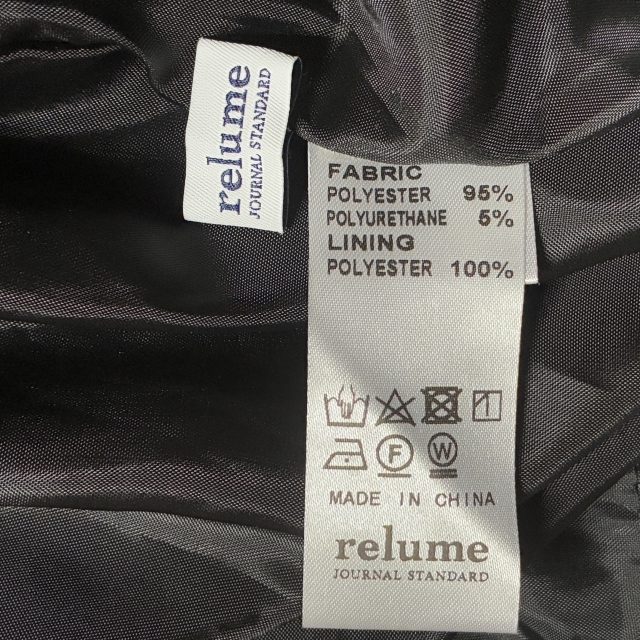 relume
JOURNAL STANDARD
FABRIC
POLYESTER 95%
POLYURETHANE 5%
LINING
POLYESTER 100%
F
W
MADE IN CHINA
relume
JOURNAL STANDARD